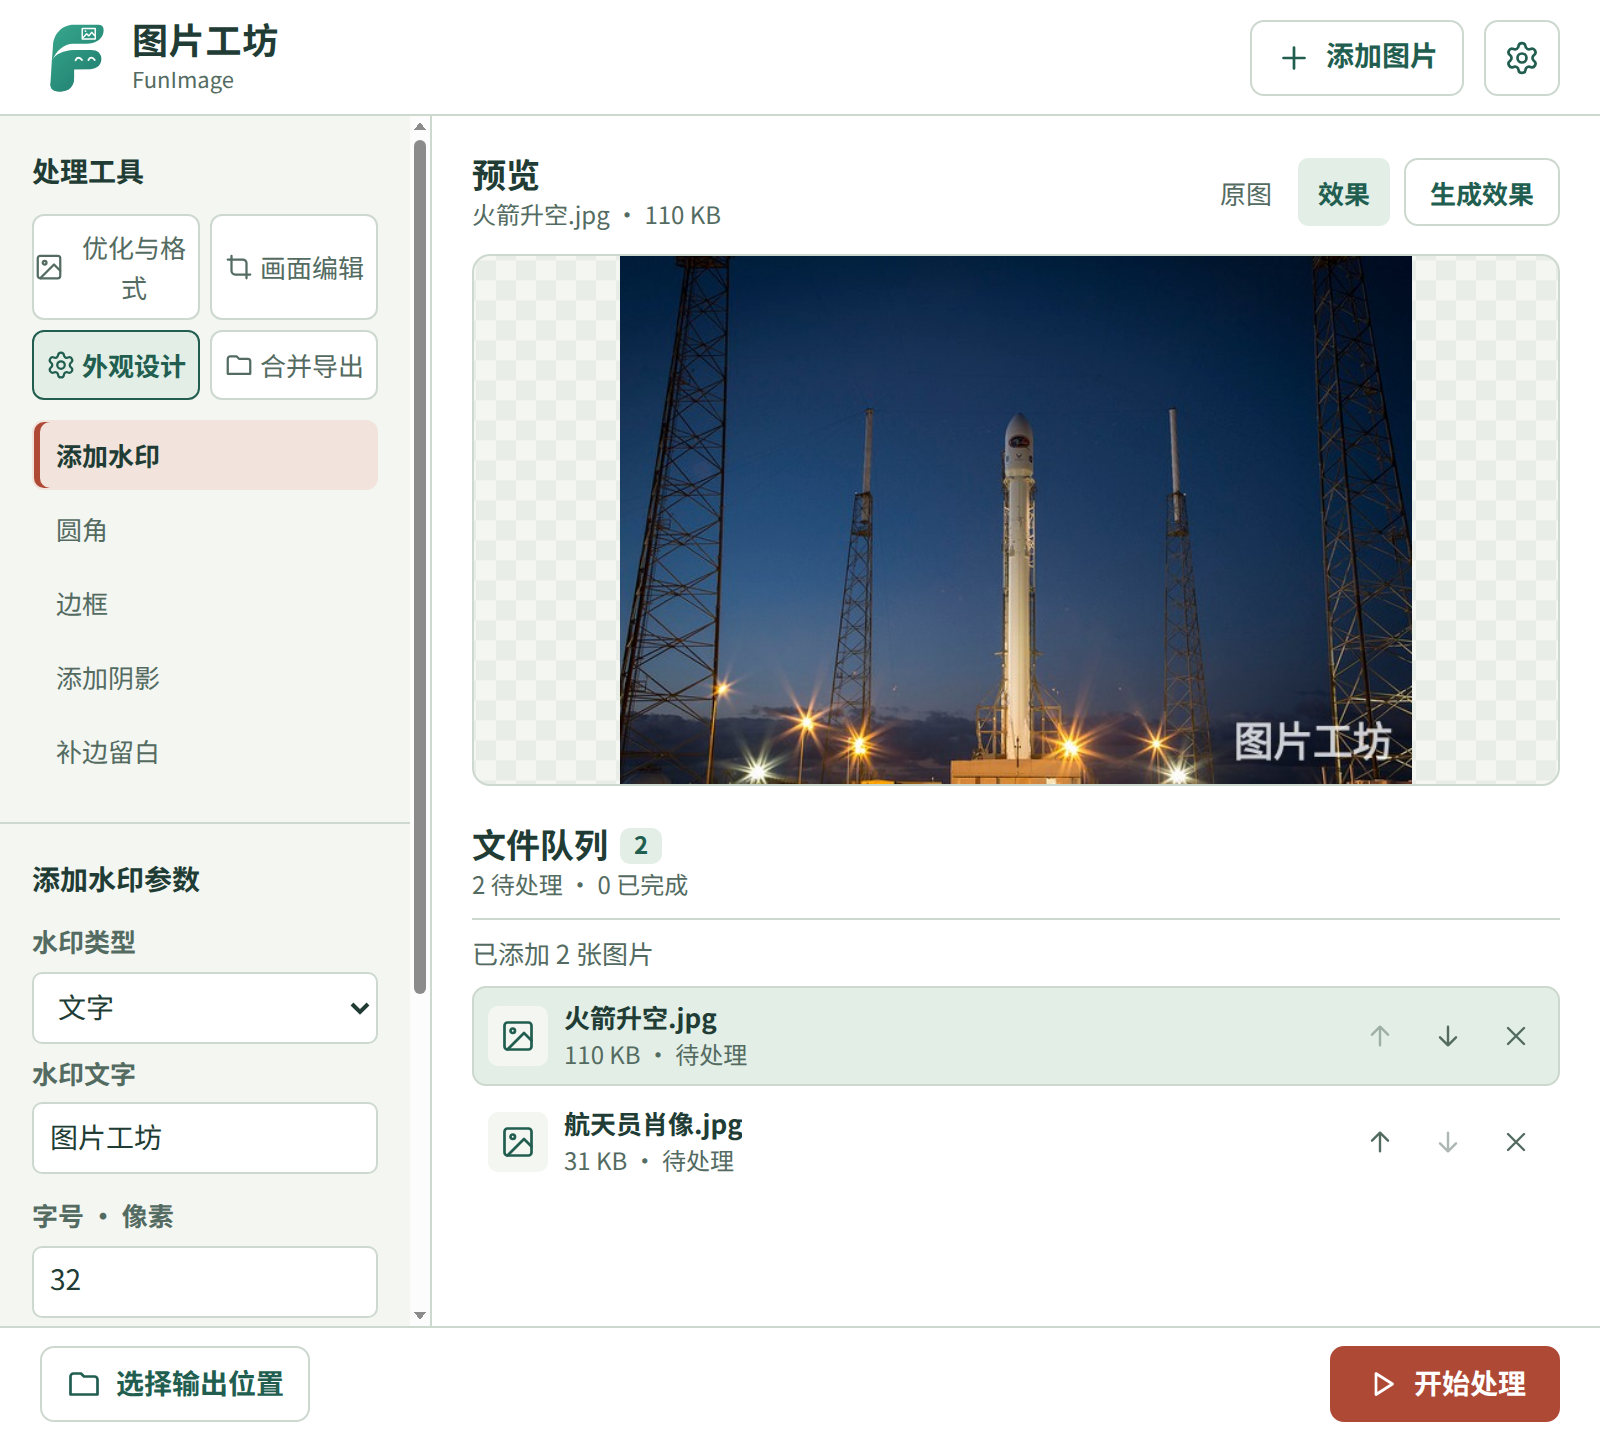 图片工坊
FunImage
添加图片
处理工具
优化与格
式
画面编辑
外观设计
合并导出
添加水印
圆角
边框
添加阴影
补边留白
添加水印参数
水印类型
文字
水印文字
图片工坊
字号 · 像素
32
预览
火箭升空.jpg · 110 KB
原图
效果
生成效果
图片工坊
文件队列 2
2 待处理 · 0 已完成
已添加 2 张图片
火箭升空.jpg
110 KB · 待处理
航天员肖像.jpg
31 KB · 待处理
选择输出位置
开始处理